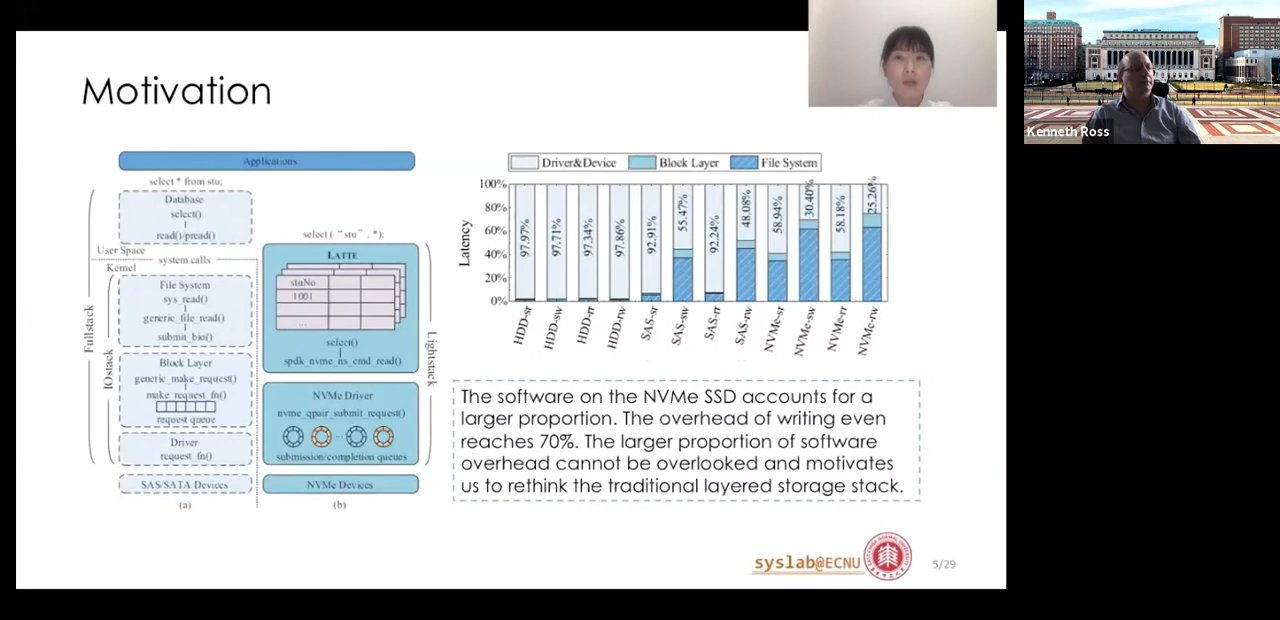 Motivation
Kenneth Ross
Applications
select * from stu;
Database
select()
read()/pread()
User Space
Kernel
system calls
Fullstack
IOstack
File System
sys_read()
generic_file_read()
submit_bio()
Block Layer
generic_make_request()
make_request_fn()
request queue
Driver
request_fn()
SAS/SATA Devices
(a)
select ( "stu" , *);
LATTE
stuNo
1001
...
select()
spdk_nvme_ns_cmd_read()
Lightstack
NVMe Driver
nvme_qpair_submit_request()
...
submission/completion queues
NVMe Devices
(b)
Driver&Device Block Layer File System
Latency
100%
80%
60%
40%
20%
0%
97.97% 97.71% 97.34% 97.86% 92.91% 55.47% 92.24% 48.08% 58.94% 30.40% 58.18% 25.26%
HDD-sr HDD-sw HDD-rr HDD-rw SAS-sr SAS-sw SAS-rr SAS-rw NVMe-sr NVMe-sw NVMe-rr NVMe-rw
The software on the NVMe SSD accounts for a
larger proportion. The overhead of writing even
reaches 70%. The larger proportion of software
overhead cannot be overlooked and motivates
us to rethink the traditional layered storage stack.
syslab@ECNU
5/29